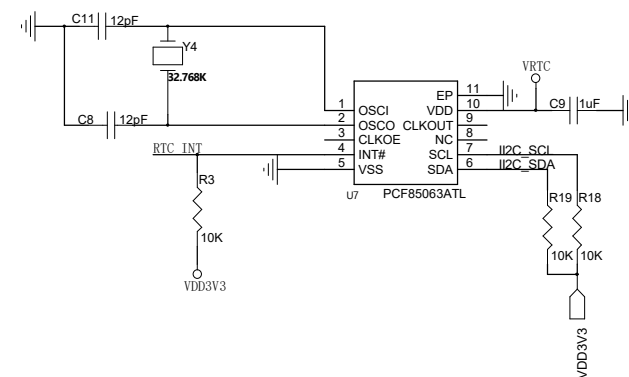 C11 12pF
Y4
32.768K
C8 12pF
VRTC
C9 1uF
1 OSCI
2 OSCO
3 CLKOE
4 INT#
5 VSS
EP 11
VDD 10
CLKOUT 9
NC 8
SCL 7
SDA 6
U7 PCF85063ATL
RTC_INT
II2C_SCL
II2C_SDA
R3
10K
VDD3V3
R19 R18
10K 10K
VDD3V3